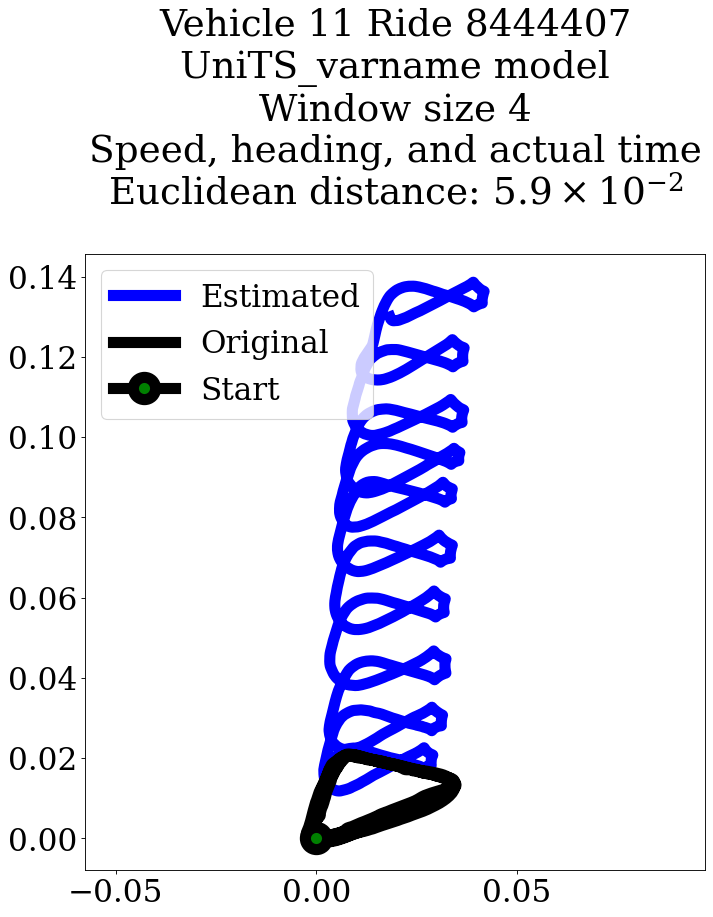 Vehicle 11 Ride 8444407
UniTS_varname model
Window size 4
Speed, heading, and actual time
Euclidean distance: 5.9 × 10⁻²
Estimated
Original
Start
0.14
0.12
0.10
0.08
0.06
0.04
0.02
0.00
−0.05 0.00 0.05